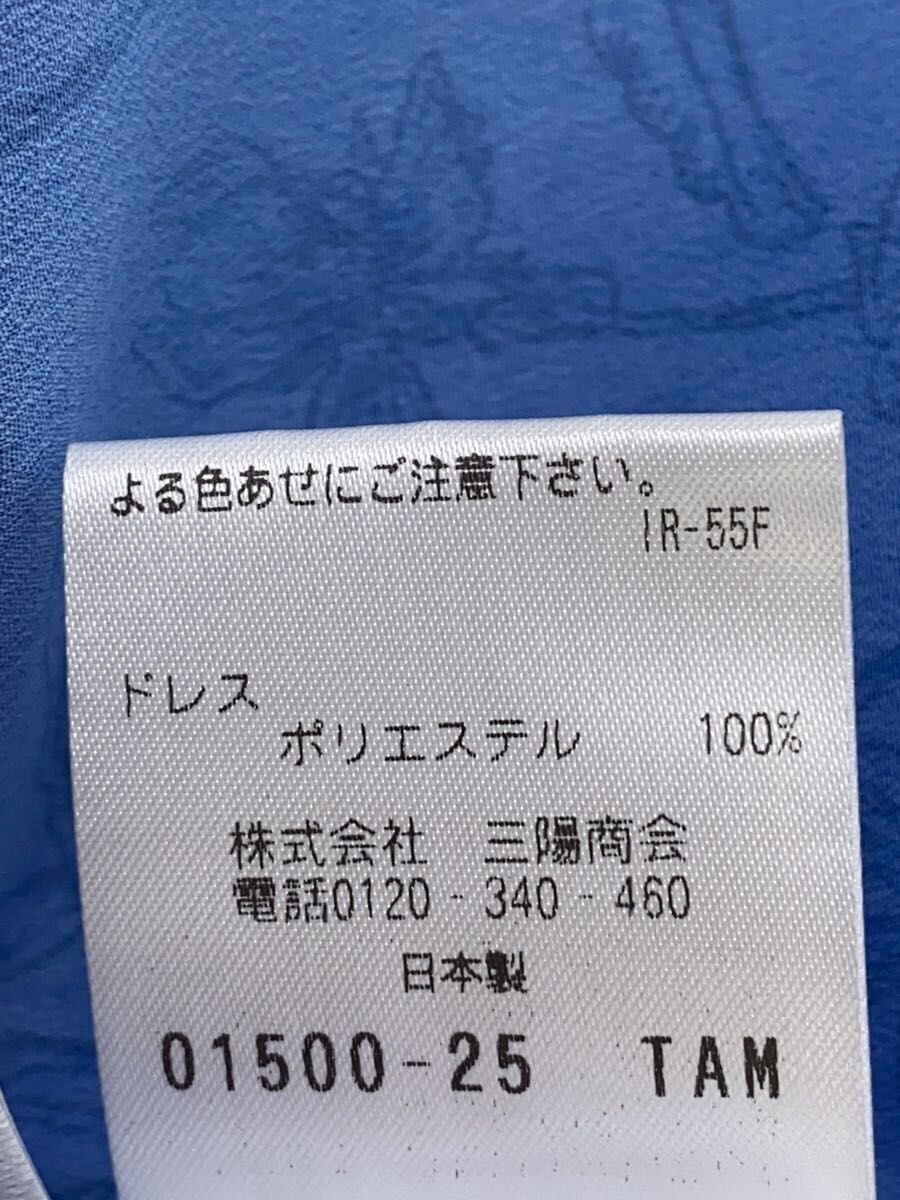 よる色あせにご注意下さい。
IR-55F
ドレス
ポリエステル 100%
株式会社 三陽商会
電話0120-340-460
日本製
01500-25 TAM